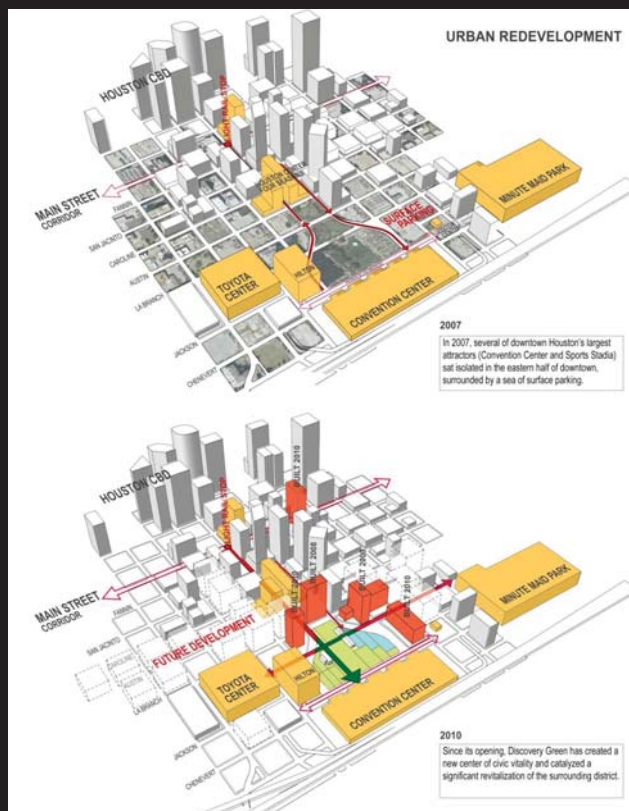 URBAN REDEVELOPMENT
HOUSTON CBD
LIGHT RAIL STOP
MAIN STREET
CORRIDOR
FANNIN
SAN JACINTO
CAROLINE
AUSTIN
LA BRANCH
JACKSON
CHENEVERT
HOUSTON
SURFACE
PARKING
MINUTE MAID PARK
TOYOTA
CENTER
HILTON
CONVENTION CENTER
2007
In 2007, several of downtown Houston's largest
attractors (Convention Center and Sports Stadia)
sat isolated in the eastern half of downtown,
surrounded by a sea of surface parking.
HOUSTON CBD
LIGHT RAIL STOP
BUILT 2010
BUILT 2010
BUILT 2008
BUILT 2010
MAIN STREET
CORRIDOR
FANNIN
SAN JACINTO
CAROLINE
AUSTIN
LA BRANCH
JACKSON
CHENEVERT
FUTURE DEVELOPMENT
MINUTE MAID PARK
TOYOTA
CENTER
HILTON
CONVENTION CENTER
2010
Since its opening, Discovery Green has created a
new center of civic vitality and catalyzed a
significant revitalization of the surrounding district.